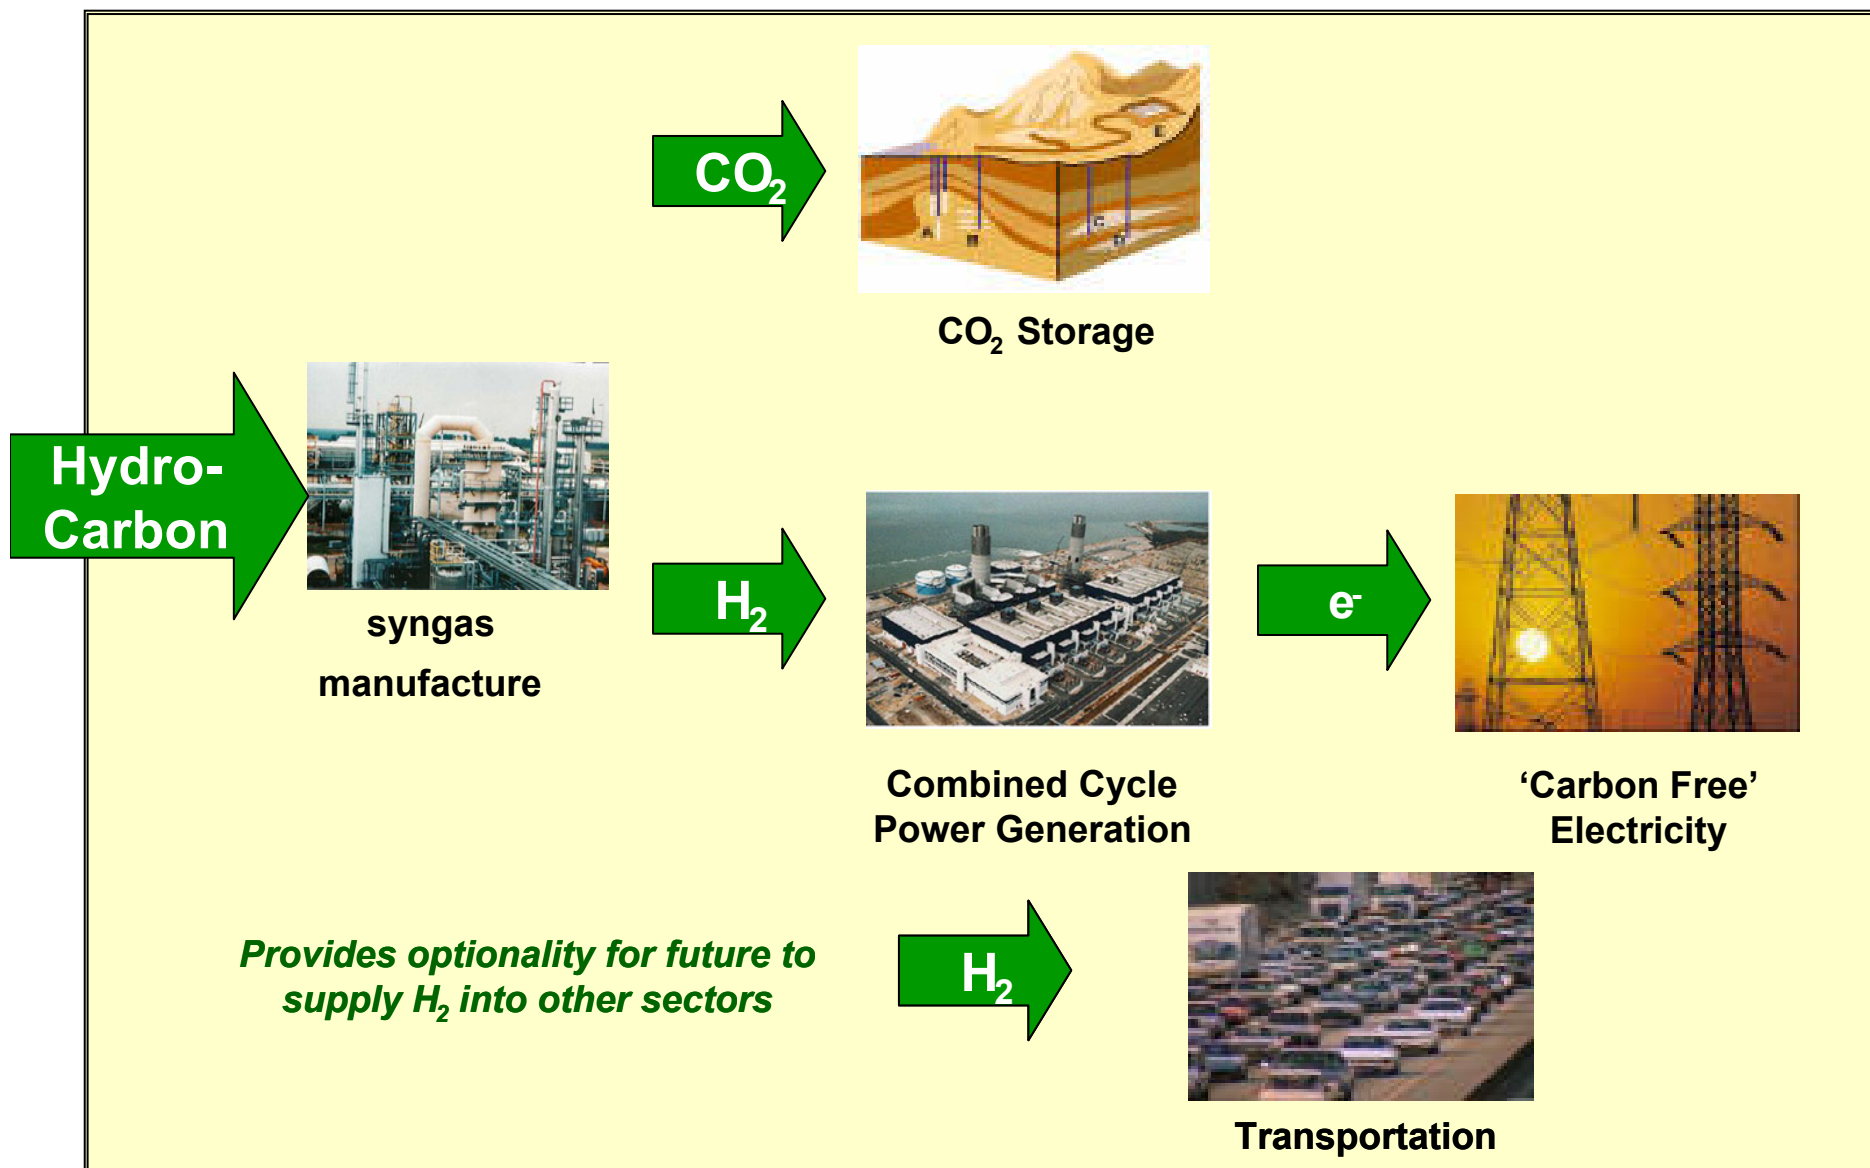 CO₂
CO₂ Storage
Hydro-
Carbon
syngas
manufacture
H₂
Combined Cycle
Power Generation
e⁻
‘Carbon Free’
Electricity
Provides optionality for future to
supply H₂ into other sectors
H₂
Transportation
A
B
C
D
E